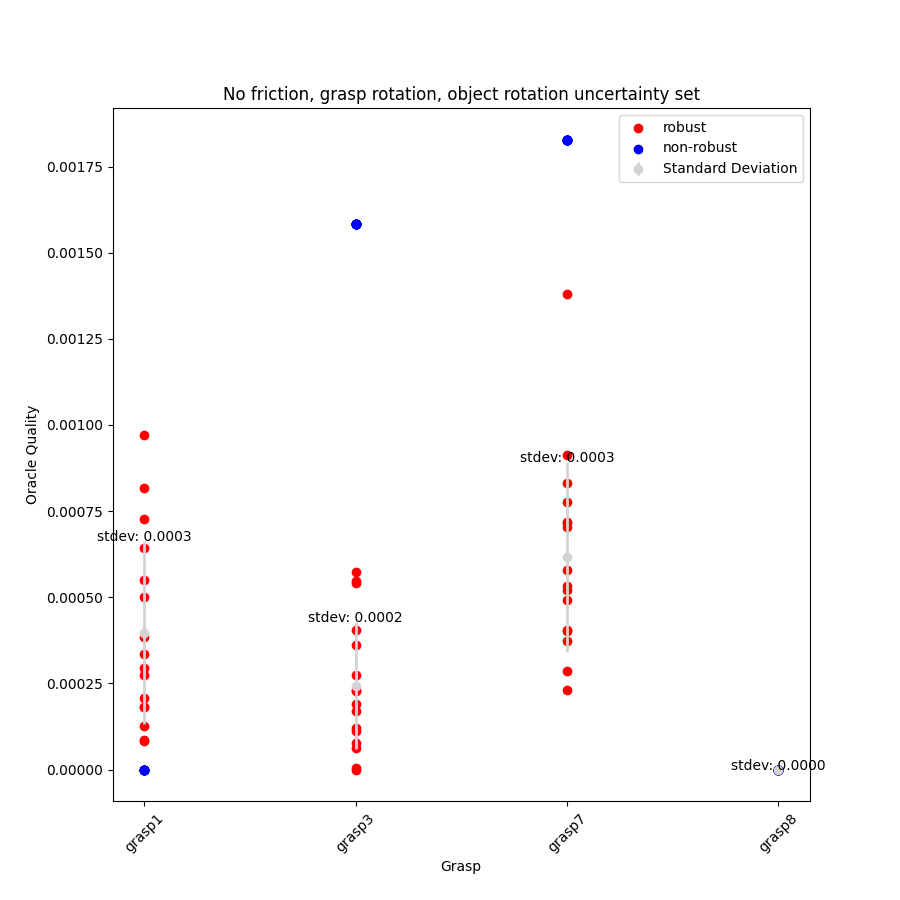 No friction, grasp rotation, object rotation uncertainty set
robust
non-robust
Standard Deviation
0.00175
0.00150
0.00125
0.00100
0.00075
0.00050
0.00025
0.00000
Oracle Quality
stdev: 0.0003
stdev: 0.0002
stdev: 0.0003
stdev: 0.0000
grasp1
grasp3
grasp7
grasp8
Grasp